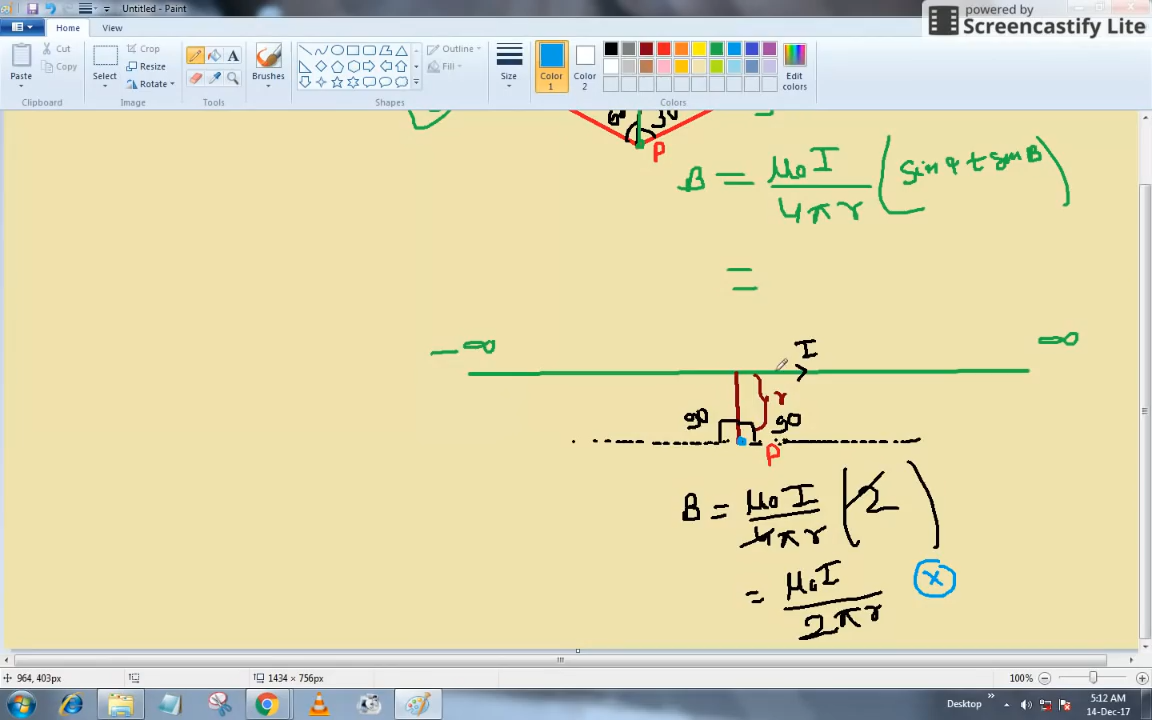 powered by
Screencastify Lite
Untitled - Paint
Home View
Cut
Copy
Paste
Clipboard
Crop
Resize
Rotate
Select
Image
A
Tools
Brushes
Outline
Fill
Shapes
Size
Color 1
Color 2
Edit colors
Colors
30
P
B = μ₀I / 4πr (sin φ + sin β)
=
-∞ I ∞
90 r 90
P
B = μ₀I / 4πr (2)
= μ₀I / 2πr x
964, 403px
1434 × 756px
100%
Desktop
»
5:12 AM
14-Dec-17